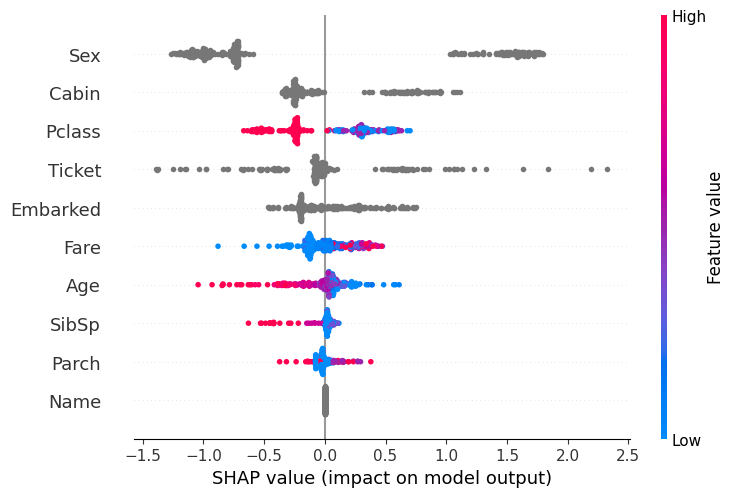 High
Sex
Cabin
Pclass
Ticket
Embarked
Fare
Age
SibSp
Parch
Name
Feature value
Low
−1.5 −1.0 −0.5 0.0 0.5 1.0 1.5 2.0 2.5
SHAP value (impact on model output)